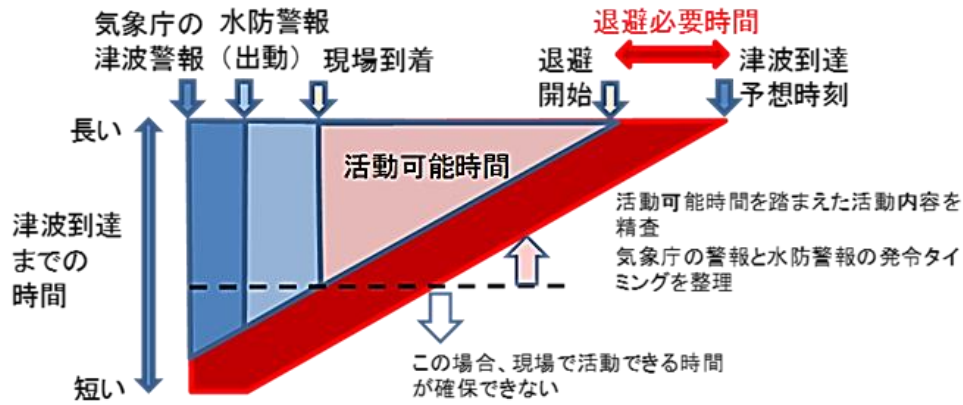 気象庁の
津波警報
水防警報
（出動）
現場到着
退避
開始
退避必要時間
津波到達
予想時刻
長い
活動可能時間
津波到達
までの
時間
短い
活動可能時間を踏まえた活動内容を
精査
気象庁の警報と水防警報の発令タイ
ミングを整理
この場合、現場で活動できる時間
が確保できない